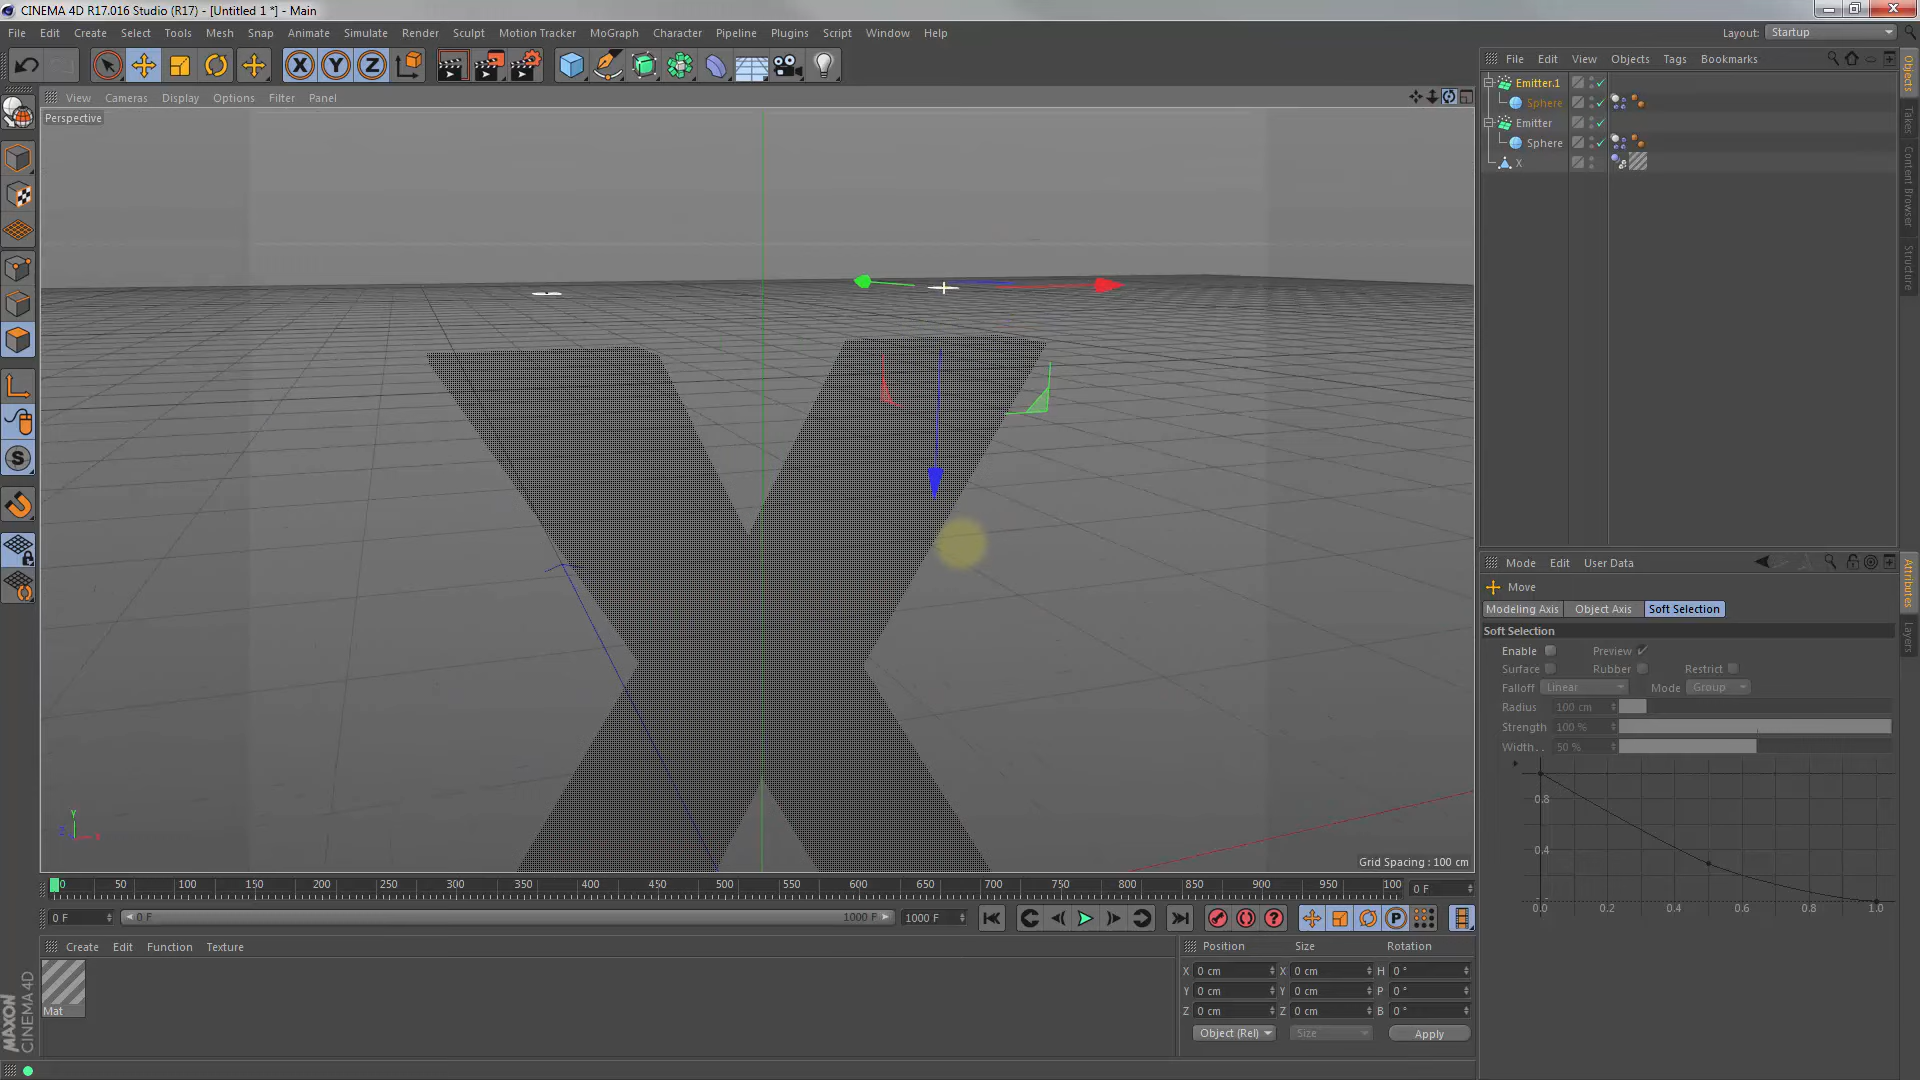 CINEMA 4D R17.016 Studio (R17) - [Untitled 1 *] - Main
File Edit Create Select Tools Mesh Snap Animate Simulate Render Sculpt Motion Tracker MoGraph Character Pipeline Plugins Script Window Help
Layout: Startup
View Cameras Display Options Filter Panel
Perspective
File Edit View Objects Tags Bookmarks
Emitter.1
Sphere
Emitter
Sphere
X
Objects
Takes
Content Browser
Structure
Mode Edit User Data
Move
Modeling Axis Object Axis Soft Selection
Soft Selection
Enable Preview
Surface Rubber Restrict
Falloff Linear Mode Group
Radius 100 cm
Strength 100 %
Width . . 50 %
0.8
0.4
0.0 0.2 0.4 0.6 0.8 1.0
Attributes
Layers
Y
Z X
Grid Spacing : 100 cm
0 50 100 150 200 250 300 350 400 450 500 550 600 650 700 750 800 850 900 950 100
0 F
0 F 0 F 1000 F 1000 F
Create Edit Function Texture
Mat
Position Size Rotation
X 0 cm X 0 cm H 0 °
Y 0 cm Y 0 cm P 0 °
Z 0 cm Z 0 cm B 0 °
Object (Rel) Size Apply
MAXON
CINEMA 4D